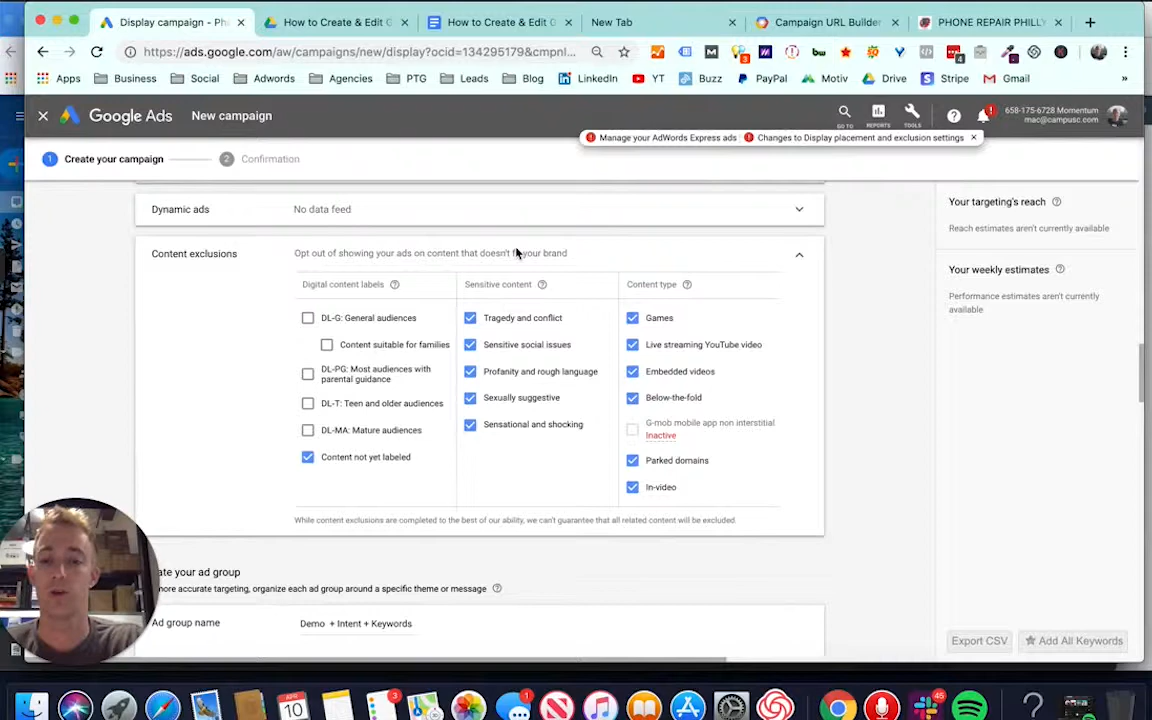 Display campaign - Ph
How to Create & Edit G
How to Create & Edit G
New Tab
Campaign URL Builder
PHONE REPAIR PHILLY
https://ads.google.com/aw/campaigns/new/display?ocid=134295179&cmpnl...
Apps
Business
Social
Adwords
Agencies
PTG
Leads
Blog
LinkedIn
YT
Buzz
PayPal
Motiv
Drive
Stripe
Gmail
»
Google Ads
New campaign
GO TO
REPORTS
TOOLS
658-175-6728 Momentum
mac@campusc.com
Manage your AdWords Express ads
Changes to Display placement and exclusion settings
1 Create your campaign
2 Confirmation
Dynamic ads
No data feed
Content exclusions
Opt out of showing your ads on content that doesn't your brand
Digital content labels
Sensitive content
Content type
DL-G: General audiences
Content suitable for families
DL-PG: Most audiences with
parental guidance
DL-T: Teen and older audiences
DL-MA: Mature audiences
Content not yet labeled
Tragedy and conflict
Sensitive social issues
Profanity and rough language
Sexually suggestive
Sensational and shocking
Games
Live streaming YouTube video
Embedded videos
Below-the-fold
G-mob mobile app non interstitial
Inactive
Parked domains
In-video
While content exclusions are completed to the best of our ability, we can't guarantee that all related content will be excluded.
ate your ad group
more accurate targeting, organize each ad group around a specific theme or message
Ad group name
Demo + Intent + Keywords
Your targeting's reach
Reach estimates aren't currently available
Your weekly estimates
Performance estimates aren't currently
available
Export CSV
Add All Keywords
APR
10
3
1
46